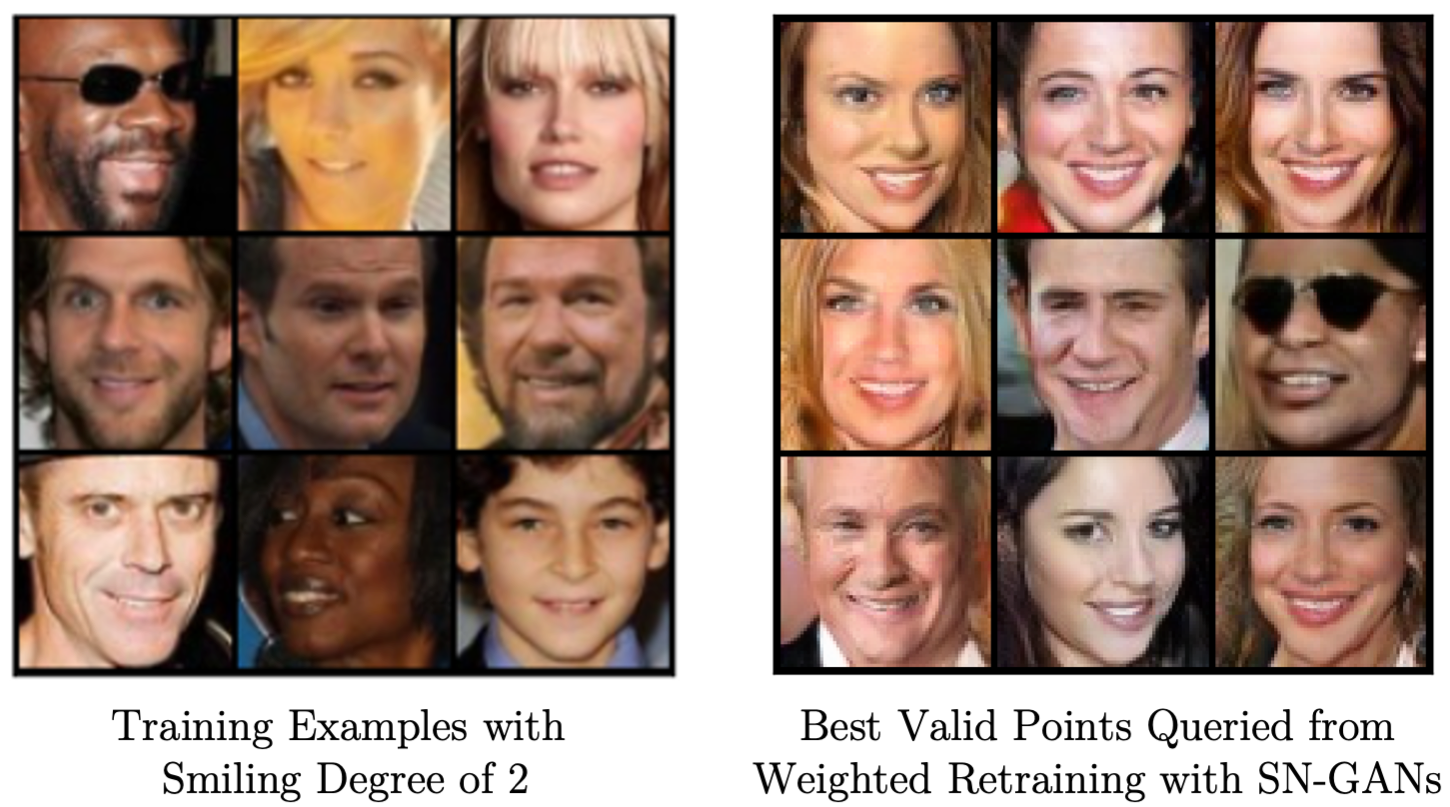 Training Examples with
Smiling Degree of 2
Best Valid Points Queried from
Weighted Retraining with SN-GANs